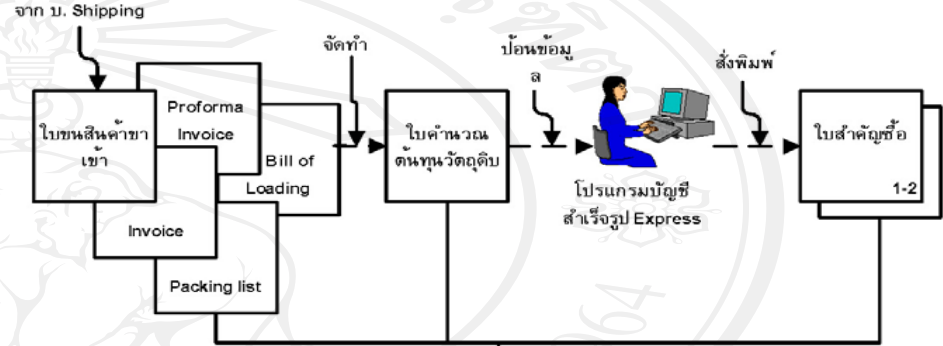 จาก บ. Shipping
ใบขนสินค้าขา
เข้า
Proforma
Invoice
Bill of
Loading
Invoice
Packing list
จัดทำ
ใบคำนวณ
ต้นทุนวัตถุดิบ
ป้อนข้อมู
ล
โปรแกรมบัญชี
สำเร็จรูป Express
สั่งพิมพ์
ใบสำคัญซื้อ
1-2